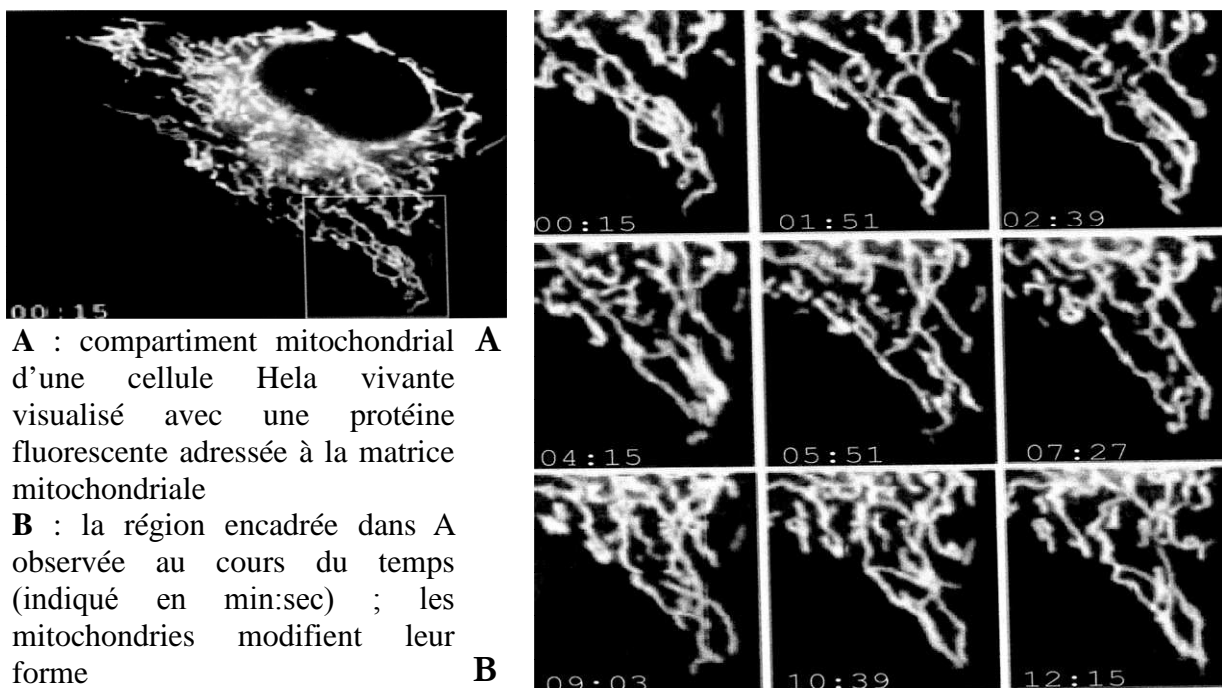 00:15
A : compartiment mitochondrial A
d'une cellule Hela vivante
visualisé avec une protéine
fluorescente adressée à la matrice
mitochondriale
B : la région encadrée dans A
observée au cours du temps
(indiqué en min:sec) ; les
mitochondries modifient leur
forme B
00:15 01:51 02:39
04:15 05:51 07:27
09:03 10:39 12:15